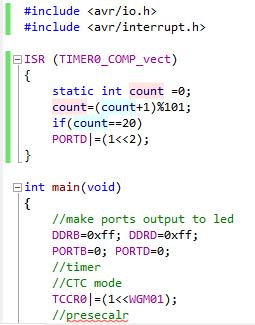 #include <avr/io.h>
#include <avr/interrupt.h>
ISR (TIMER0_COMP_vect)
{
static int count =0;
count=(count+1)%101;
if(count==20)
PORTD|=(1<<2);
}
int main(void)
{
//make ports output to led
DDRB=0xff; DDRD=0xff;
PORTB=0; PORTD=0;
//timer
//CTC mode
TCCR0|=(1<<WGM01);
//presecalr